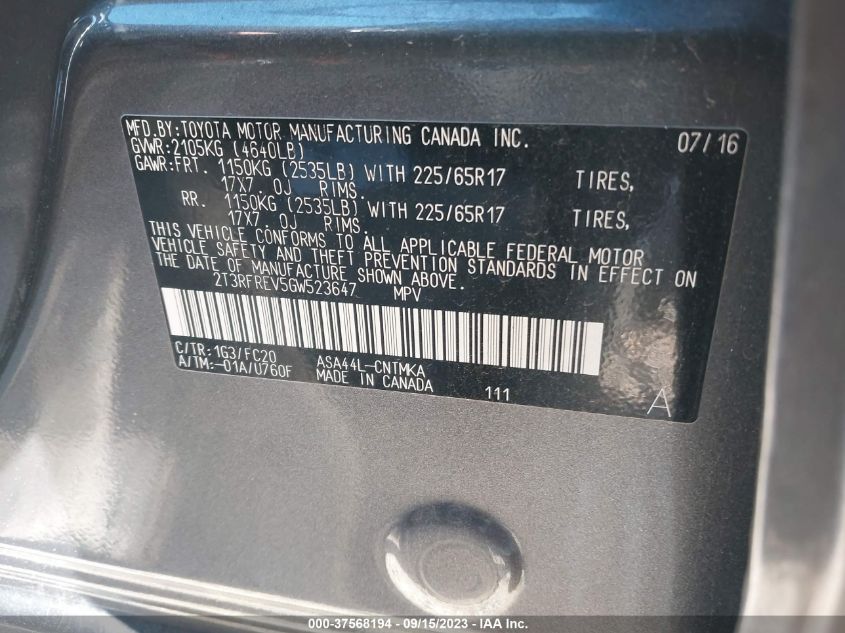 MFD.BY:TOYOTA MOTOR MANUFACTURING CANADA INC. 07/16
GVWR:2105KG (4640LB)
GAWR:FRT. 1150KG (2535LB) WITH 225/65R17 TIRES,
17X7.0J RIMS.
RR. 1150KG (2535LB) WITH 225/65R17 TIRES,
17X7.0J RIMS.
THIS VEHICLE CONFORMS TO ALL APPLICABLE FEDERAL MOTOR
VEHICLE SAFETY AND THEFT PREVENTION STANDARDS IN EFFECT ON
THE DATE OF MANUFACTURE SHOWN ABOVE.
2T3RFREV5GW523647 MPV
C/TR:1G3/FC20 ASA44L-CNTMKA
A/TM:-01A/U760F MADE IN CANADA 111
A
000-37568194 - 09/15/2023 - IAA Inc.